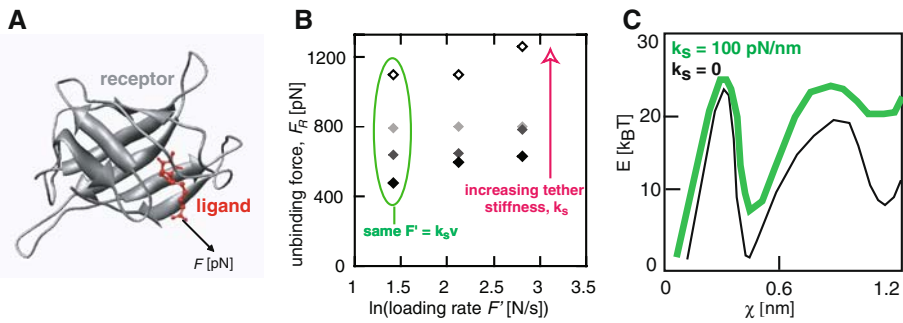 A
receptor
ligand
F [pN]
B
unbinding force, F_R [pN]
1200
800
400
0
same F' = k_s v
increasing tether
stiffness, k_s
1 1.5 2 2.5 3 3.5
ln(loading rate F' [N/s])
C
k_s = 100 pN/nm
k_s = 0
E [k_BT]
30
20
10
0
0 0.6 1.2
χ [nm]